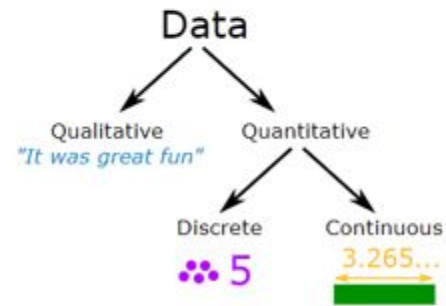 Data
Qualitative
"It was great fun"
Quantitative
Discrete
5
Continuous
3.265...